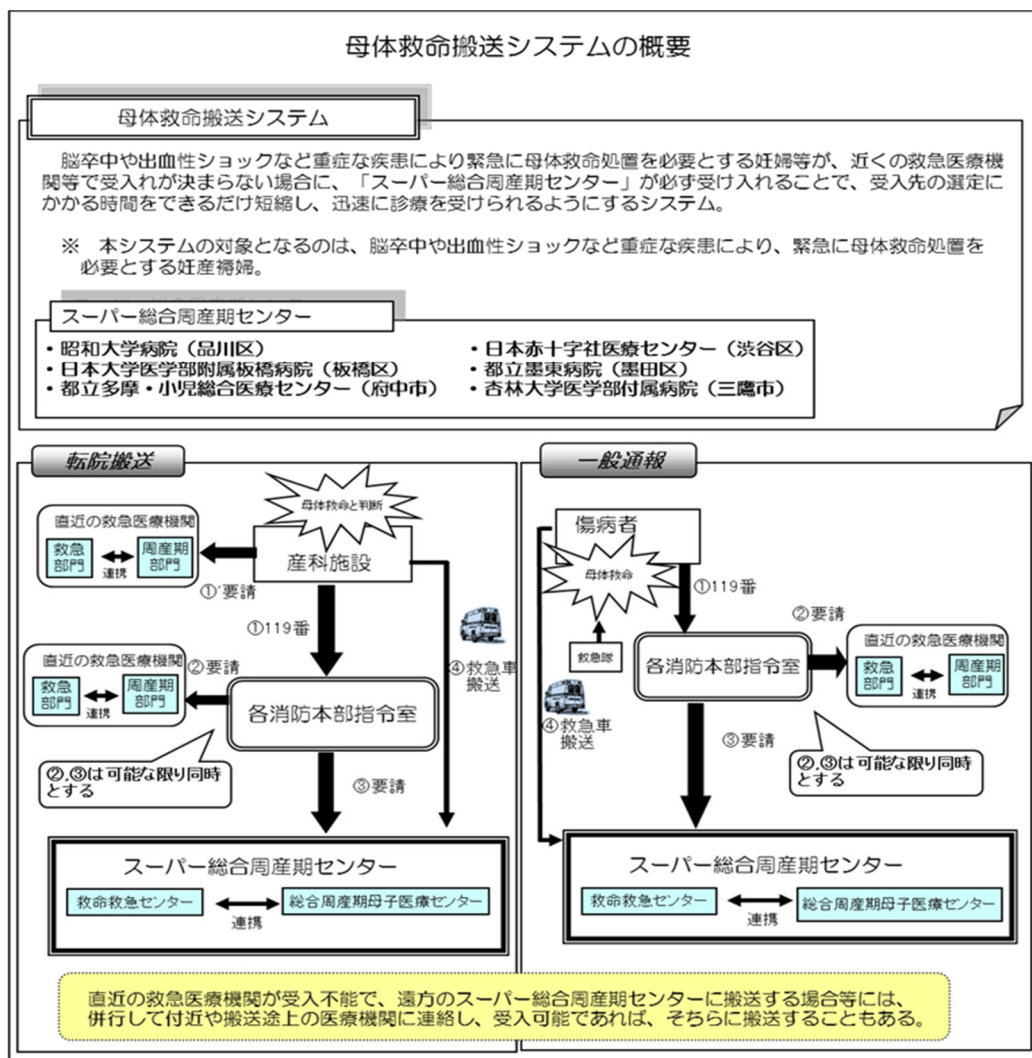 母体救命搬送システムの概要
母体救命搬送システム
脳卒中や出血性ショックなど重症な疾患により緊急に母体救命処置を必要とする妊婦等が、近くの救急医療機
関等で受入れが決まらない場合に、「スーパー総合周産期センター」が必ず受け入れることで、受入先の選定に
かかる時間をできるだけ短縮し、迅速に診療を受けられるようにするシステム。
※　本システムの対象となるのは、脳卒中や出血性ショックなど重症な疾患により、緊急に母体救命処置を
必要とする妊産褥婦。
スーパー総合周産期センター
・昭和大学病院（品川区）
・日本赤十字社医療センター（渋谷区）
・日本大学医学部附属板橋病院（板橋区）
・都立墨東病院（墨田区）
・都立多摩・小児総合医療センター（府中市）
・杏林大学医学部付属病院（三鷹市）
転院搬送
母体救命と判断
直近の救急医療機関
救急
部門
連携
周産期
部門
産科施設
①´要請
①119番
直近の救急医療機関
救急
部門
連携
周産期
部門
②要請
④救急車
搬送
各消防本部指令室
②,③は可能な限り同時
とする
③要請
スーパー総合周産期センター
救命救急センター
連携
総合周産期母子医療センター
一般通報
傷病者
母体救命
①119番
②要請
救急隊
各消防本部指令室
直近の救急医療機関
救急
部門
連携
周産期
部門
④救急車
搬送
③要請
②,③は可能な限り同時
とする
スーパー総合周産期センター
救命救急センター
連携
総合周産期母子医療センター
直近の救急医療機関が受入不能で、遠方のスーパー総合周産期センターに搬送する場合等には、
併行して付近や搬送途上の医療機関に連絡し、受入可能であれば、そちらに搬送することもある。